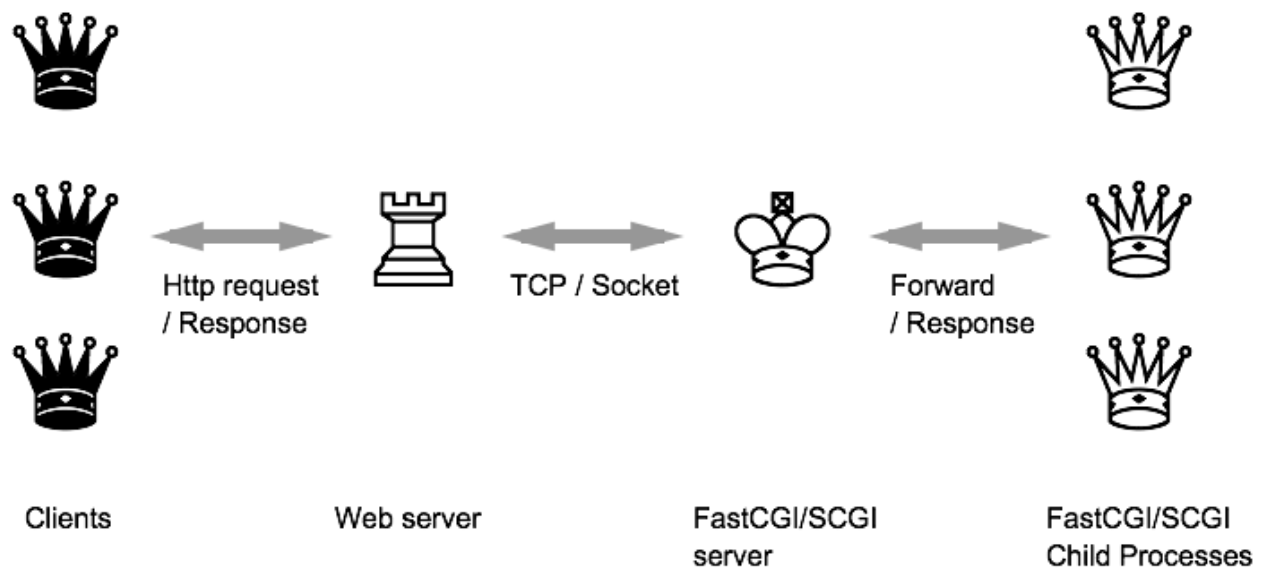 Http request
/ Response
TCP / Socket
Forward
/ Response
Clients
Web server
FastCGI/SCGI
server
FastCGI/SCGI
Child Processes